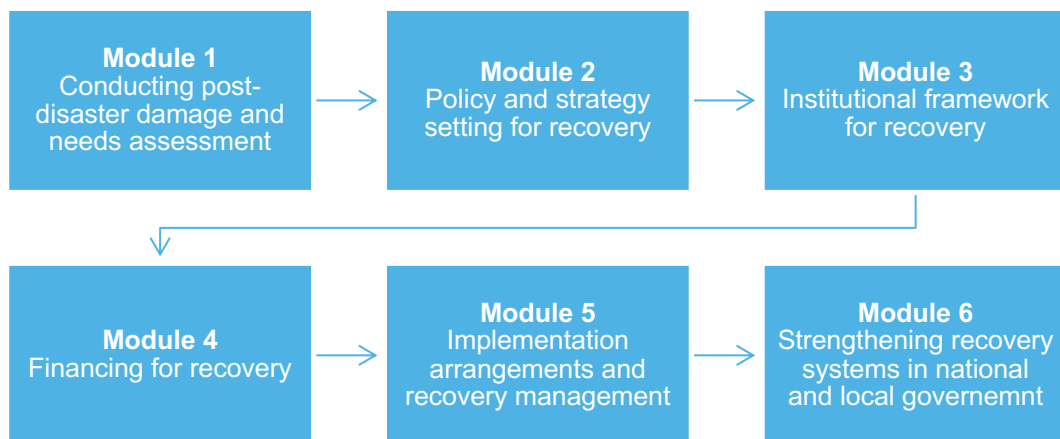 Module 1
Conducting post-
disaster damage and
needs assessment
Module 2
Policy and strategy
setting for recovery
Module 3
Institutional framework
for recovery
Module 4
Financing for recovery
Module 5
Implementation
arrangements and
recovery management
Module 6
Strengthening recovery
systems in national
and local governemnt